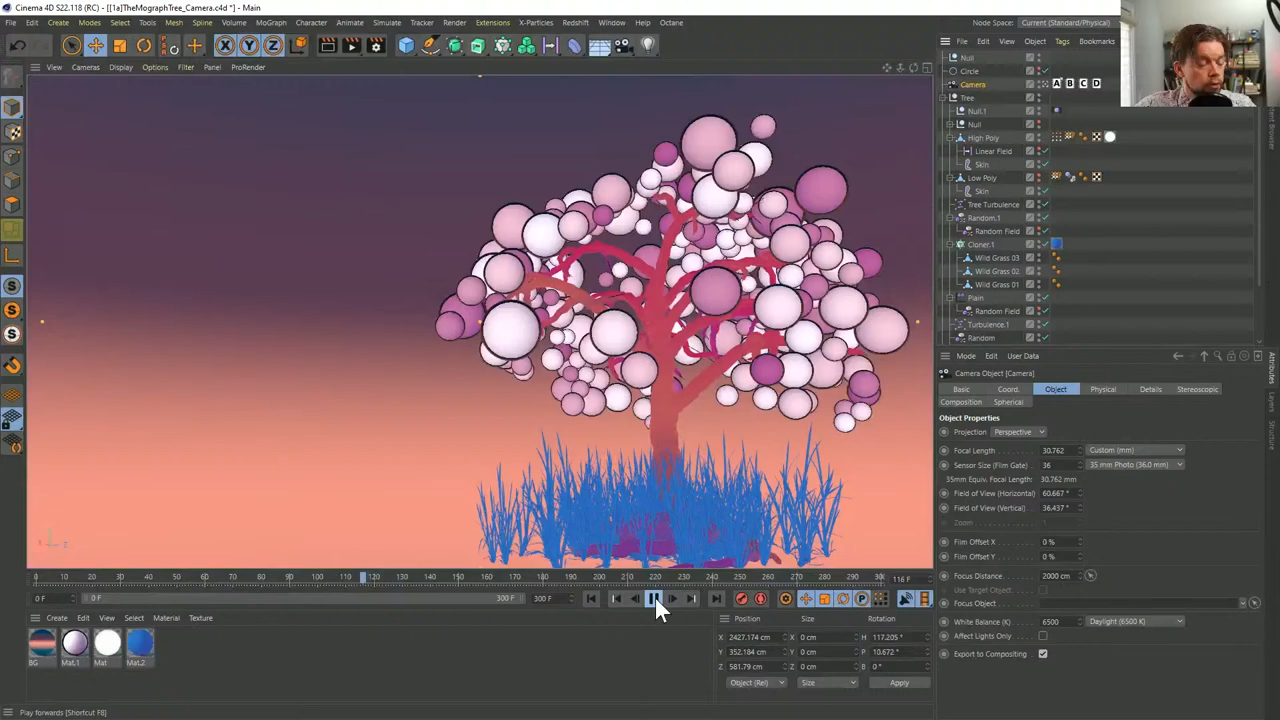 Cinema 4D S22.118 (RC) - [[1a]TheMographTree_Camera.c4d *] - Main
File Edit Create Modes Select Tools Mesh Spline Volume MoGraph Character Animate Simulate Tracker Render Extensions X-Particles Redshift Window Help Octane
Node Space: Current (Standard/Physical)
File Edit View Object Tags Bookmarks
X Y Z
View Cameras Display Options Filter Panel ProRender
Null
Circle
Camera A B C D
Tree
Null.1
Null
High Poly
Linear Field
Skin
Low Poly
Skin
Tree Turbulence
Random.1
Random Field
Cloner.1
Wild Grass 03
Wild Grass 02
Wild Grass 01
Plain
Random Field
Turbulence.1
Random
Content Browser
Mode Edit User Data
Camera Object [Camera]
Basic Coord. Object Physical Details Stereoscopic
Composition Spherical
Object Properties
Projection Perspective
Focal Length 30.762 Custom (mm)
Sensor Size (Film Gate) 36 35 mm Photo (36.0 mm)
35mm Equiv. Focal Length: 30.762 mm
Field of View (Horizontal) 60.667 °
Field of View (Vertical) 36.437 °
Zoom
Film Offset X 0 %
Film Offset Y 0 %
Focus Distance 2000 cm
Use Target Object
Focus Object
White Balance (K) 6500 Daylight (6500 K)
Affect Lights Only
Export to Compositing
Attributes
Layers
Structure
0 10 20 30 40 50 60 70 80 90 100 110 120 130 140 150 160 170 180 190 200 210 220 230 240 250 260 270 280 290 300 116 F
0 F 0 F 300 F 300 F
Create Edit View Select Material Texture
BG Mat.1 Mat Mat.2
Position Size Rotation
X 2427.174 cm X 0 cm H 117.205 °
Y 352.184 cm Y 0 cm P 10.672 °
Z 581.79 cm Z 0 cm B 0 °
Object (Rel) Size Apply
Play forwards [Shortcut F8]